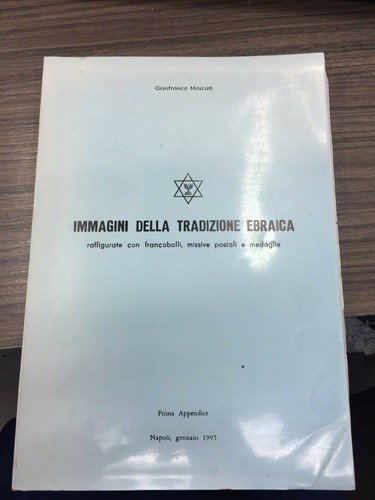 Gianfranco Moscati
IMMAGINI DELLA TRADIZIONE EBRAICA
raffigurate con francobolli, missive postali e medaglie
Prima Appendice
Napoli, gennaio 1995